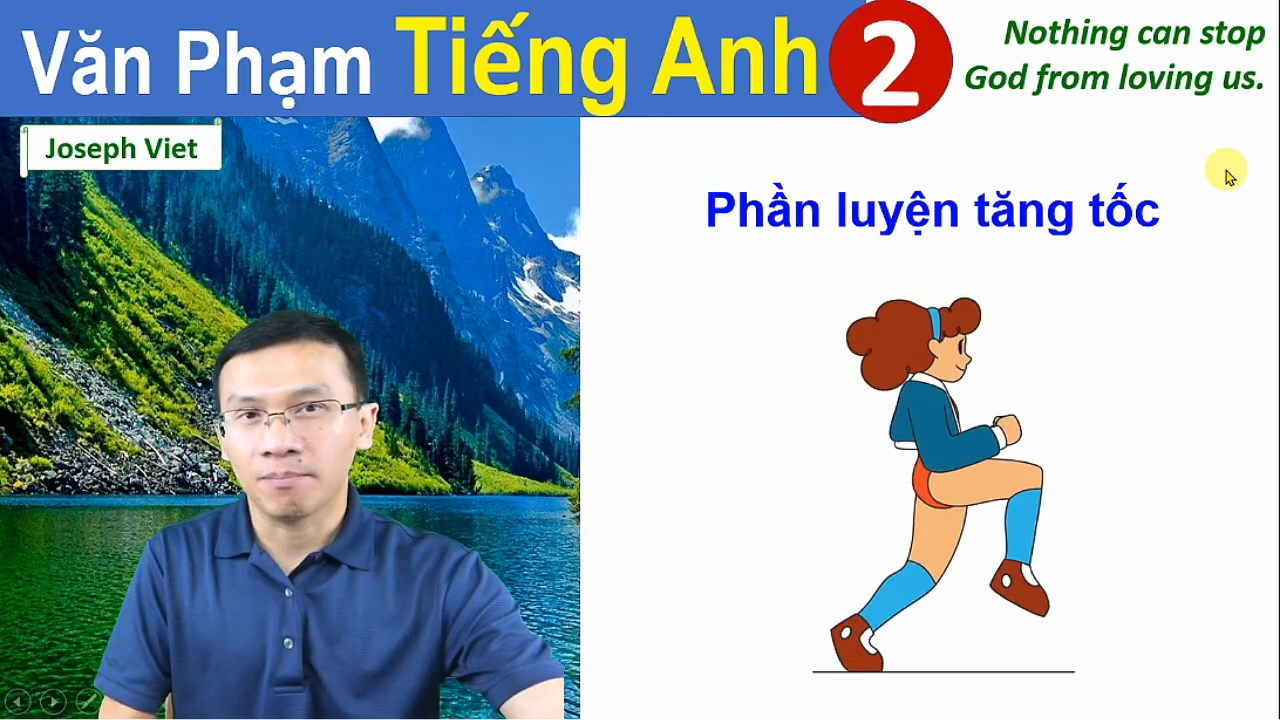 Văn Phạm Tiếng Anh 2
Nothing can stop
God from loving us.
Joseph Viet
Phần luyện tăng tốc